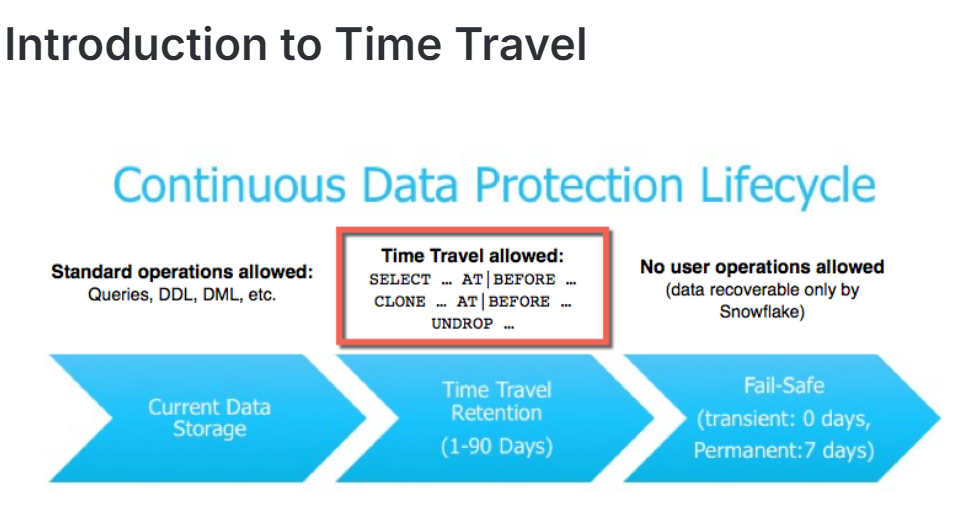 Introduction to Time Travel
Continuous Data Protection Lifecycle
Standard operations allowed:
Queries, DDL, DML, etc.
Time Travel allowed:
SELECT … AT|BEFORE …
CLONE … AT|BEFORE …
UNDROP …
No user operations allowed
(data recoverable only by
Snowflake)
Current Data
Storage
Time Travel
Retention
(1-90 Days)
Fail-Safe
(transient: 0 days,
Permanent:7 days)